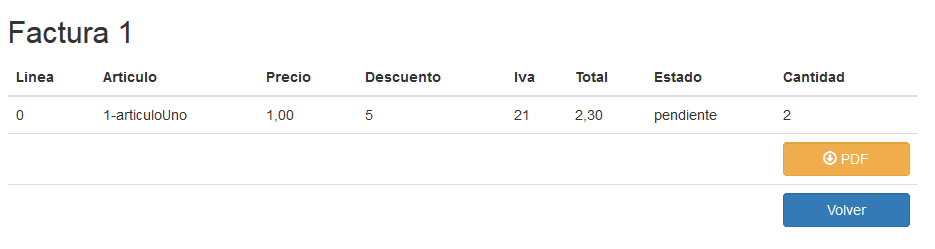 Factura 1
Linea Articulo Precio Descuento Iva Total Estado Cantidad
0 1-articuloUno 1,00 5 21 2,30 pendiente 2
PDF
Volver